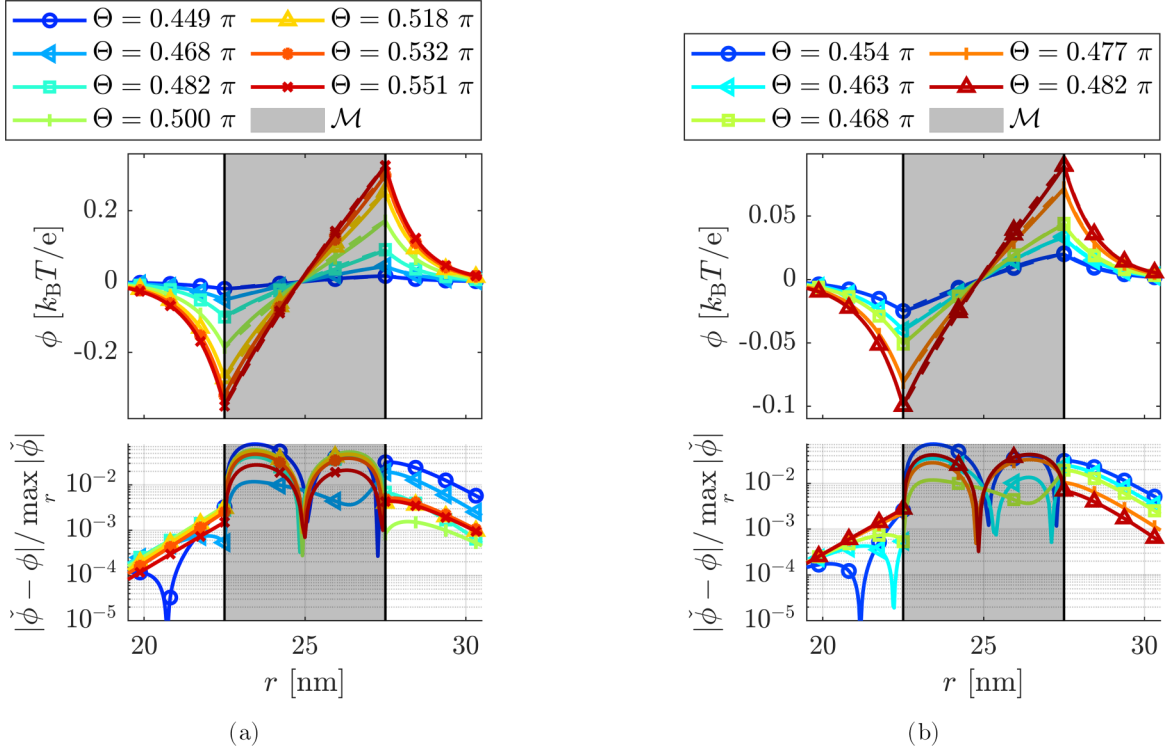 Θ = 0.449 π Θ = 0.518 π
Θ = 0.468 π Θ = 0.532 π
Θ = 0.482 π Θ = 0.551 π
Θ = 0.500 π ℳ
0.2
0
-0.2
ϕ [k_BT/e]
10⁻²
10⁻³
10⁻⁴
10⁻⁵
|ϕ̌ − ϕ|/ max_r |ϕ̌|
20 25 30
r [nm]
(a)
Θ = 0.454 π Θ = 0.477 π
Θ = 0.463 π Θ = 0.482 π
Θ = 0.468 π ℳ
0.05
0
-0.05
-0.1
ϕ [k_BT/e]
10⁻²
10⁻³
10⁻⁴
10⁻⁵
|ϕ̌ − ϕ|/ max_r |ϕ̌|
20 25 30
r [nm]
(b)